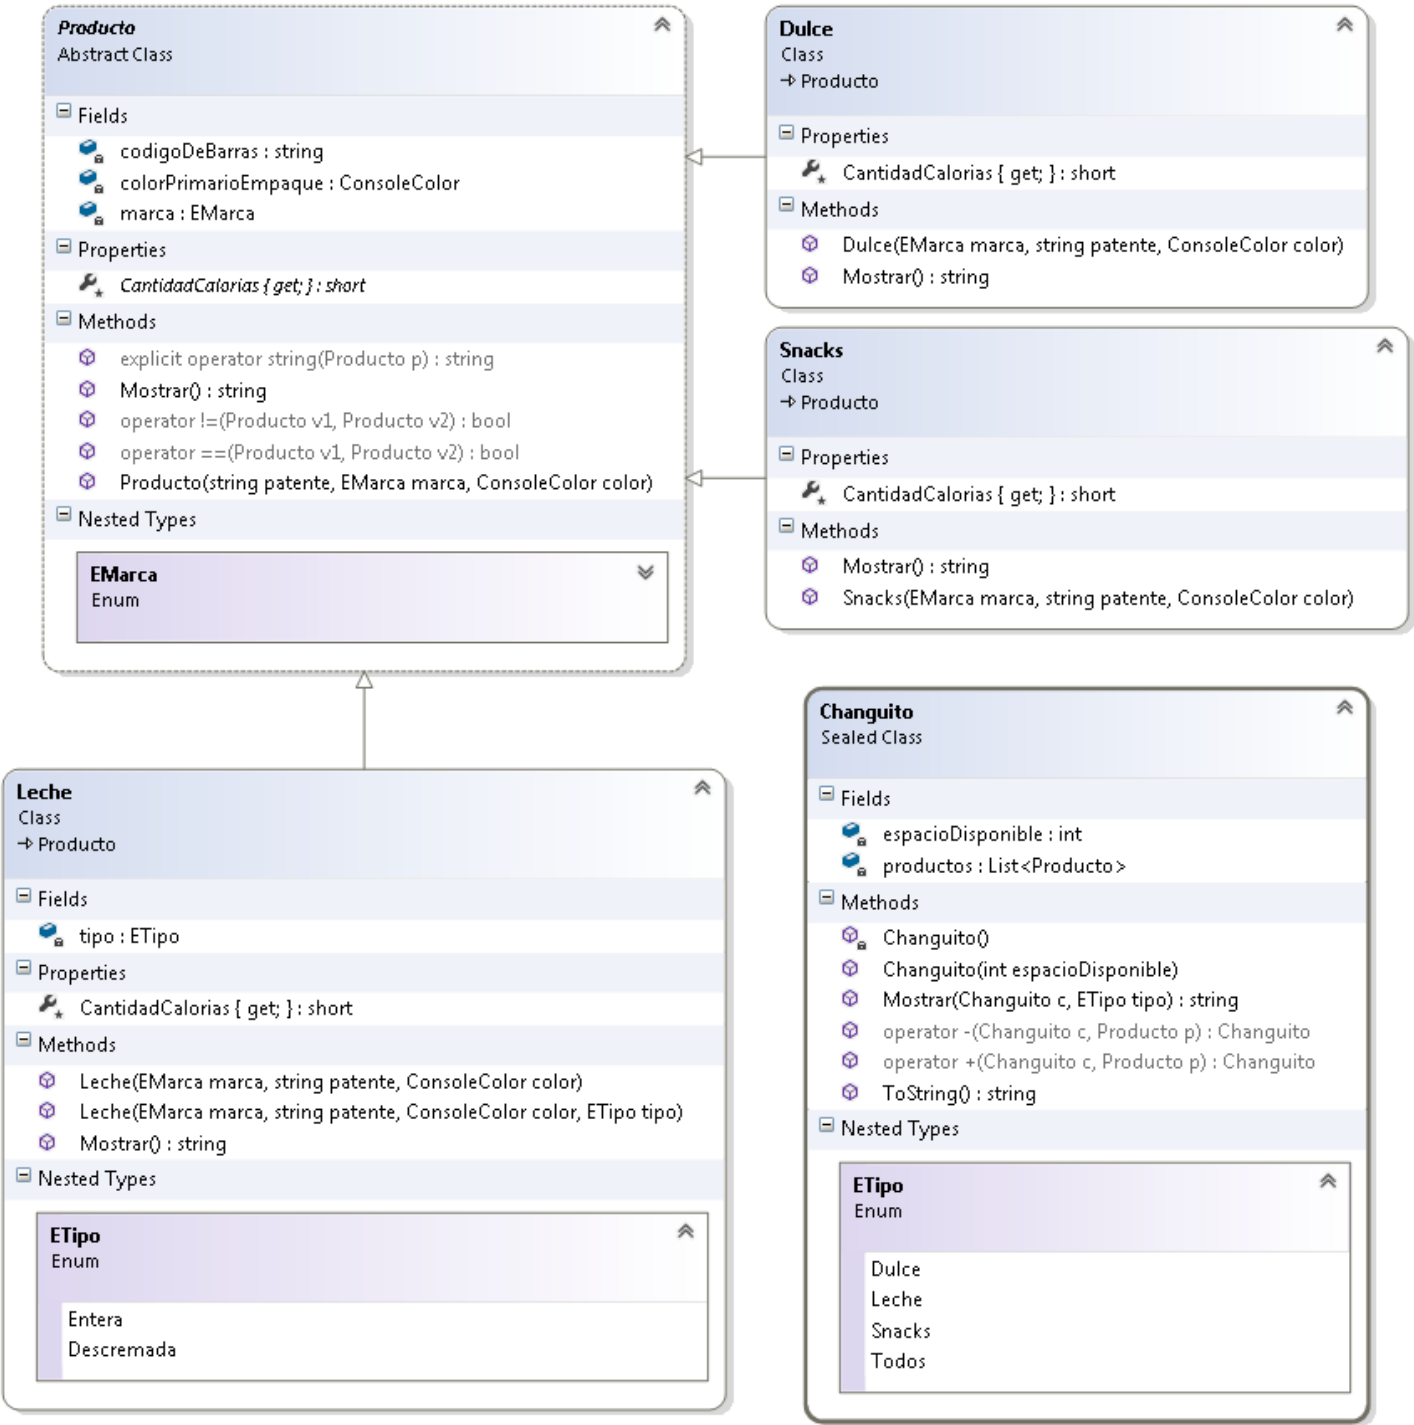 Producto
Abstract Class
Fields
codigoDeBarras : string
colorPrimarioEmpaque : ConsoleColor
marca : EMarca
Properties
CantidadCalorias { get; } : short
Methods
explicit operator string(Producto p) : string
Mostrar() : string
operator !=(Producto v1, Producto v2) : bool
operator ==(Producto v1, Producto v2) : bool
Producto(string patente, EMarca marca, ConsoleColor color)
Nested Types
EMarca
Enum
Dulce
Class
Producto
Properties
CantidadCalorias { get; } : short
Methods
Dulce(EMarca marca, string patente, ConsoleColor color)
Mostrar() : string
Snacks
Class
Producto
Properties
CantidadCalorias { get; } : short
Methods
Mostrar() : string
Snacks(EMarca marca, string patente, ConsoleColor color)
Leche
Class
Producto
Fields
tipo : ETipo
Properties
CantidadCalorias { get; } : short
Methods
Leche(EMarca marca, string patente, ConsoleColor color)
Leche(EMarca marca, string patente, ConsoleColor color, ETipo tipo)
Mostrar() : string
Nested Types
ETipo
Enum
Entera
Descremada
Changuito
Sealed Class
Fields
espacioDisponible : int
productos : List<Producto>
Methods
Changuito()
Changuito(int espacioDisponible)
Mostrar(Changuito c, ETipo tipo) : string
operator -(Changuito c, Producto p) : Changuito
operator +(Changuito c, Producto p) : Changuito
ToString() : string
Nested Types
ETipo
Enum
Dulce
Leche
Snacks
Todos